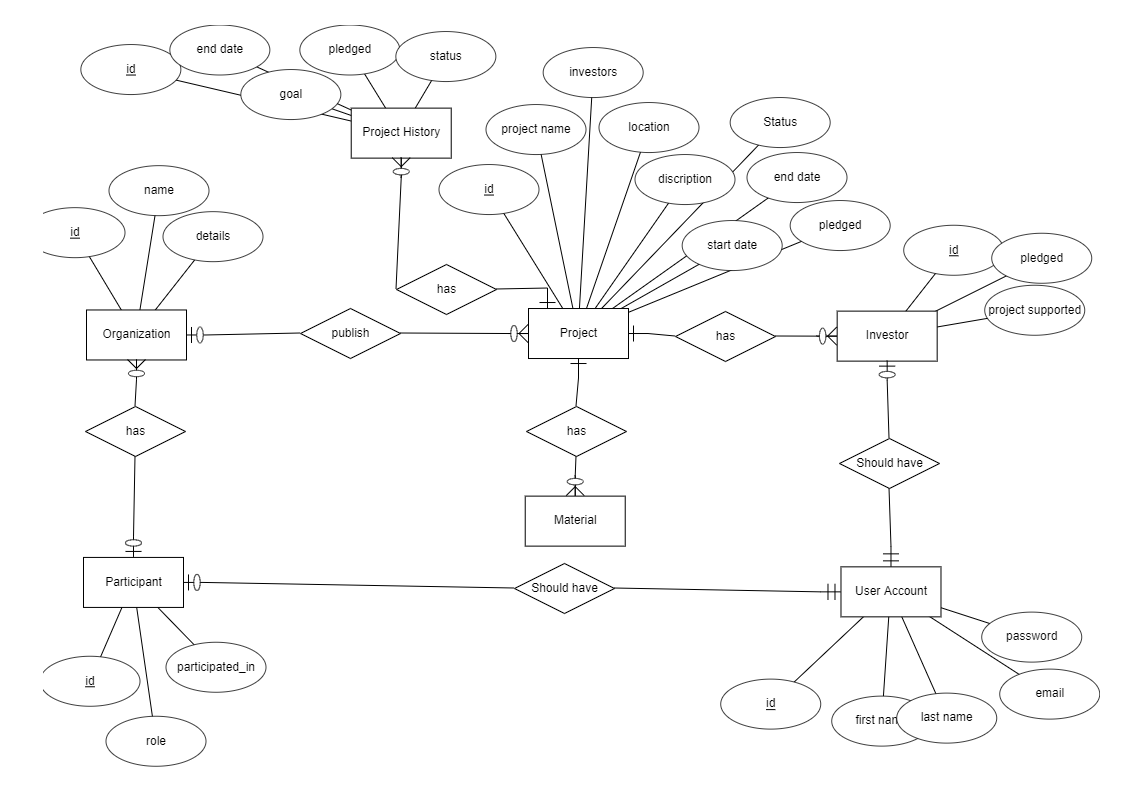 end date
pledged
status
id
goal
investors
Project History
project name
location
Status
id
discription
end date
name
id
details
start date
pledged
id
pledged
has
project supported
Organization
publish
Project
has
Investor
has
has
Should have
Material
Participant
Should have
User Account
id
participated_in
role
password
id
first nam
last name
email